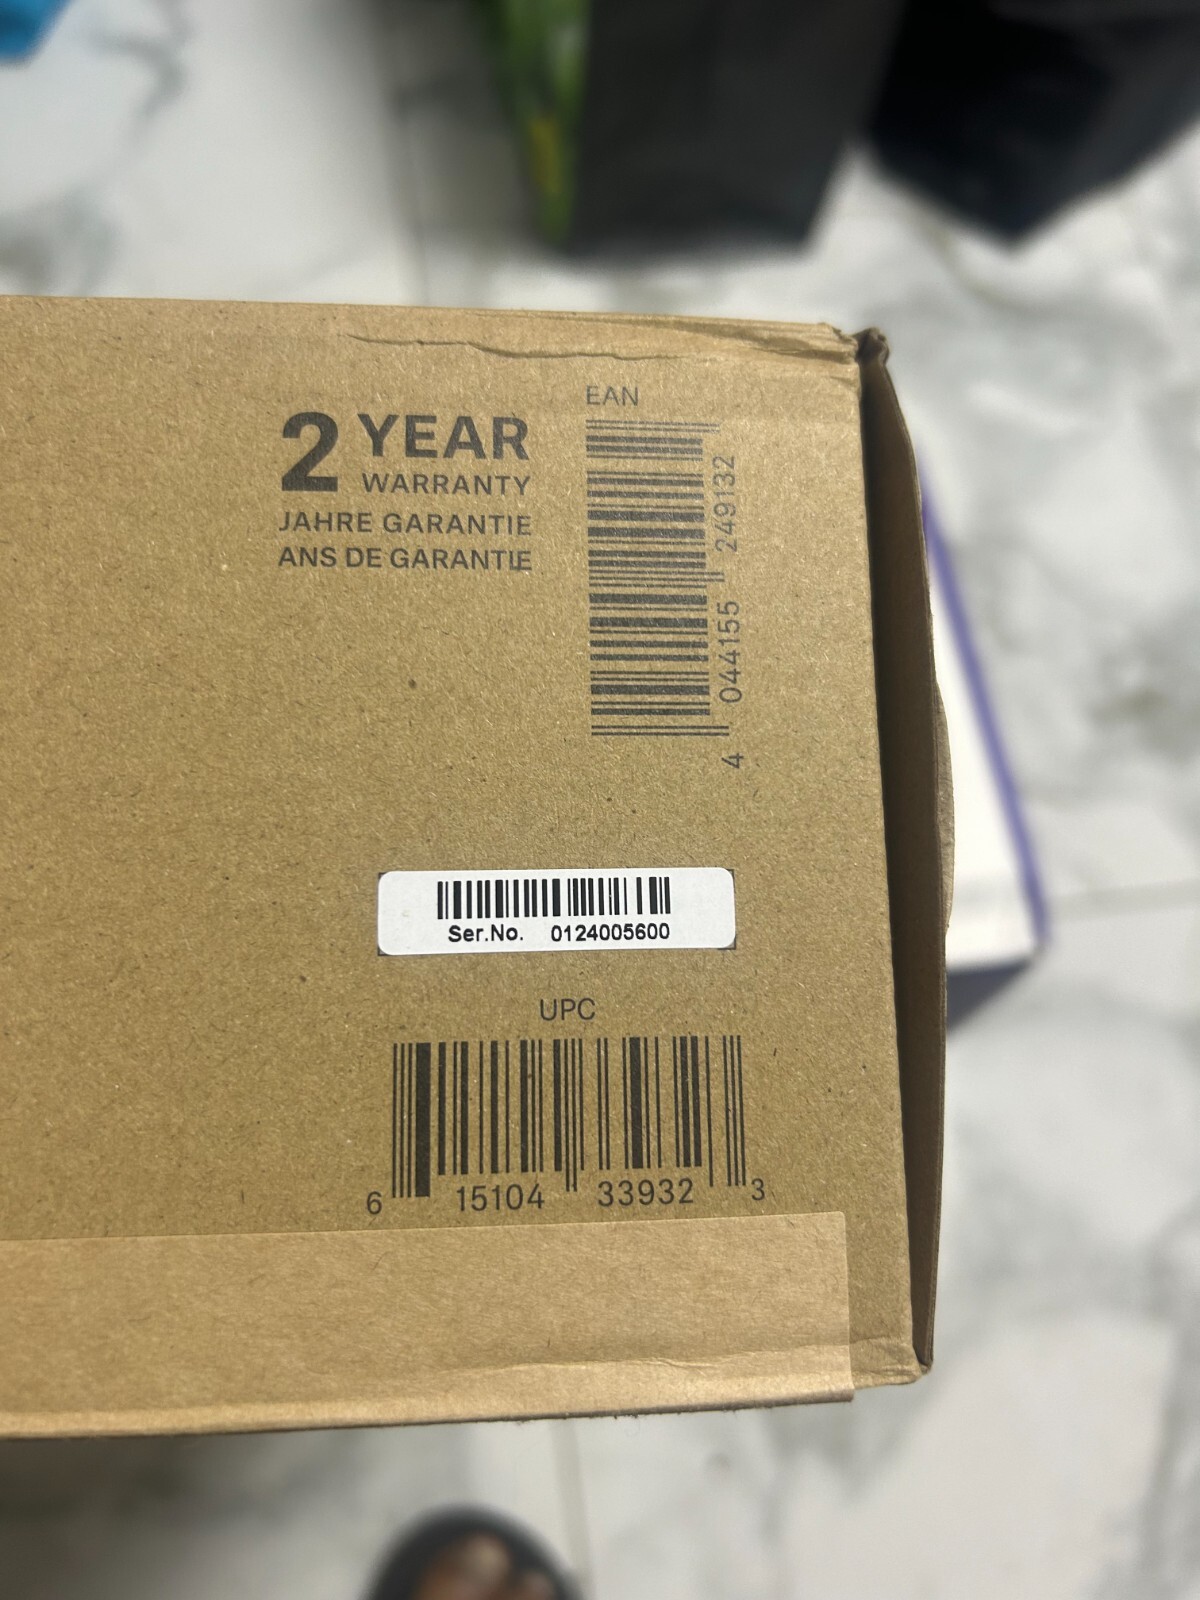 2 YEAR
WARRANTY
JAHRE GARANTIE
ANS DE GARANTIE
EAN
4 044155 249132
Ser.No. 0124005600
UPC
6 15104 33932 3